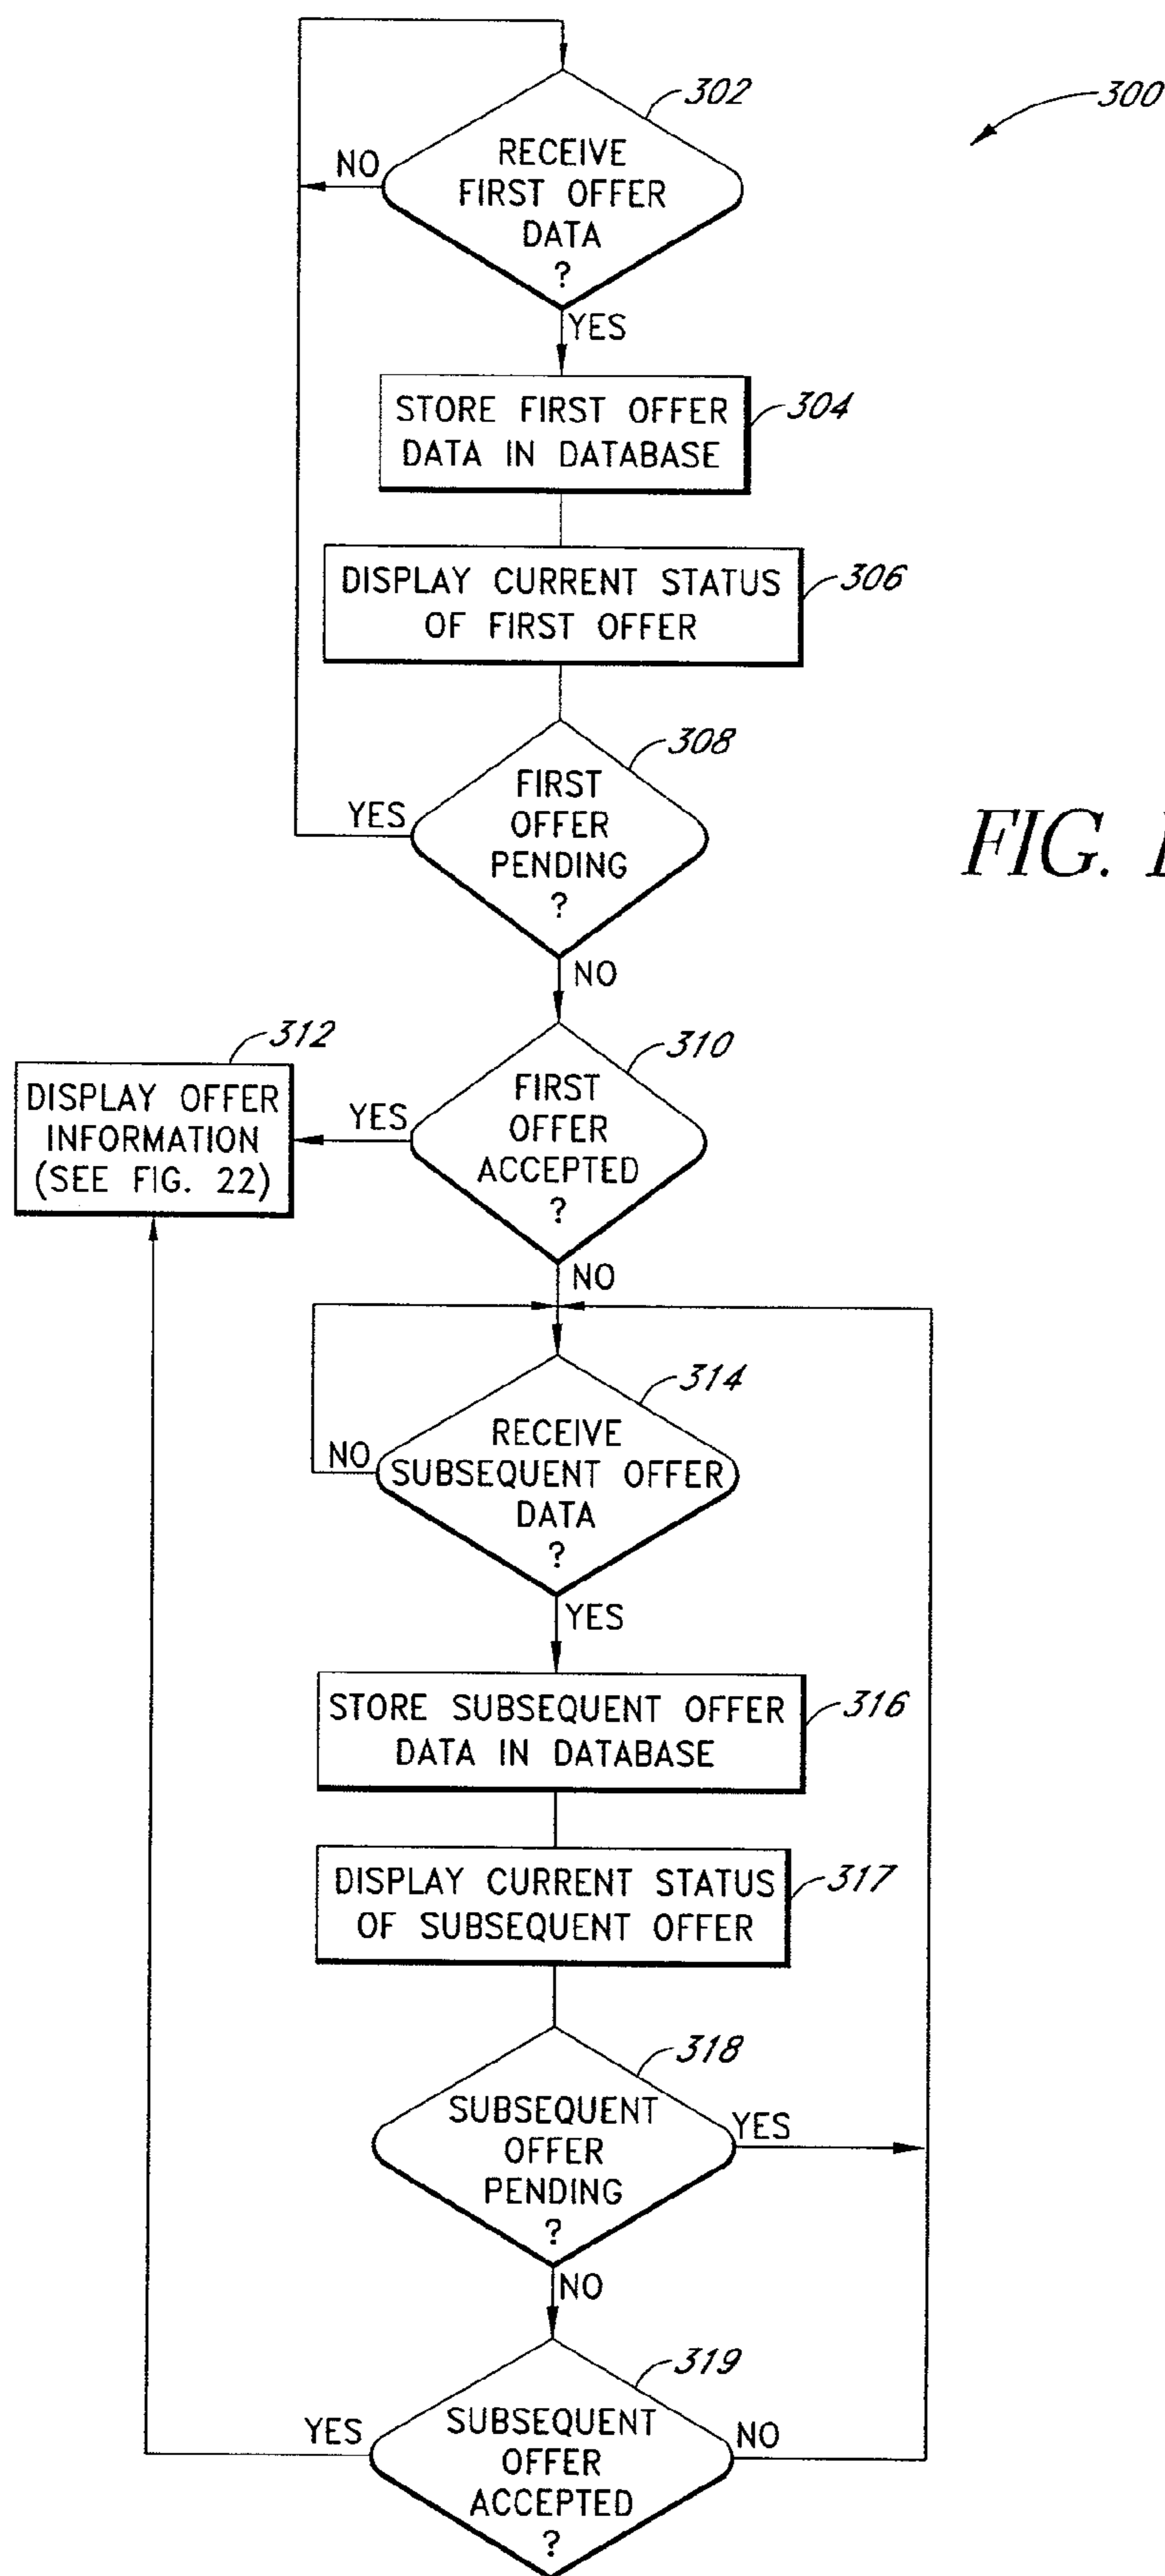 302
300
RECEIVE
FIRST OFFER
DATA
?
NO
YES
STORE FIRST OFFER
DATA IN DATABASE
304
DISPLAY CURRENT STATUS
OF FIRST OFFER
306
308
FIRST
OFFER
PENDING
?
YES
FIG.
NO
312
310
DISPLAY OFFER
INFORMATION
(SEE FIG. 22)
YES
FIRST
OFFER
ACCEPTED
?
NO
314
RECEIVE
SUBSEQUENT OFFER
DATA
?
NO
YES
STORE SUBSEQUENT OFFER
DATA IN DATABASE
316
DISPLAY CURRENT STATUS
OF SUBSEQUENT OFFER
317
318
SUBSEQUENT
OFFER
PENDING
?
YES
NO
319
YES
SUBSEQUENT
OFFER
ACCEPTED
?
NO